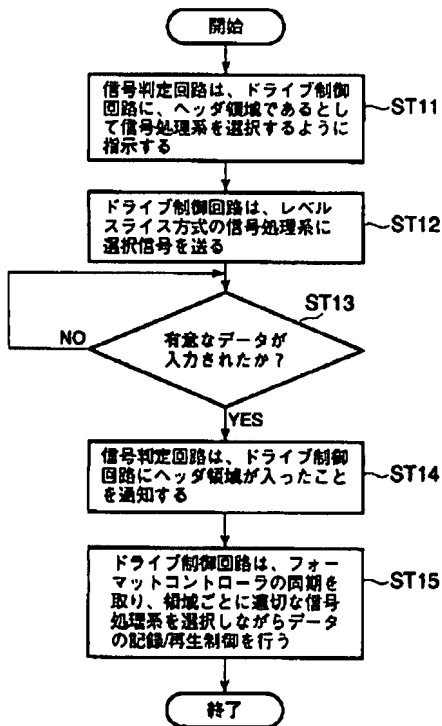 開始
信号判定回路は、ドライブ制御
回路に、ヘッダ領域であるとし
て信号処理系を選択するように
指示する
ST11
ドライブ制御回路は、レベル
スライス方式の信号処理系に
選択信号を送る
ST12
ST13
有意なデータが
入力されたか？
NO
YES
信号判定回路は、ドライブ制御
回路にヘッダ領域が入ったこと
を通知する
ST14
ドライブ制御回路は、フォー
マットコントローラの同期を
取り、領域ごとに適切な信号
処理系を選択しながらデータ
の記録/再生制御を行う
ST15
終了